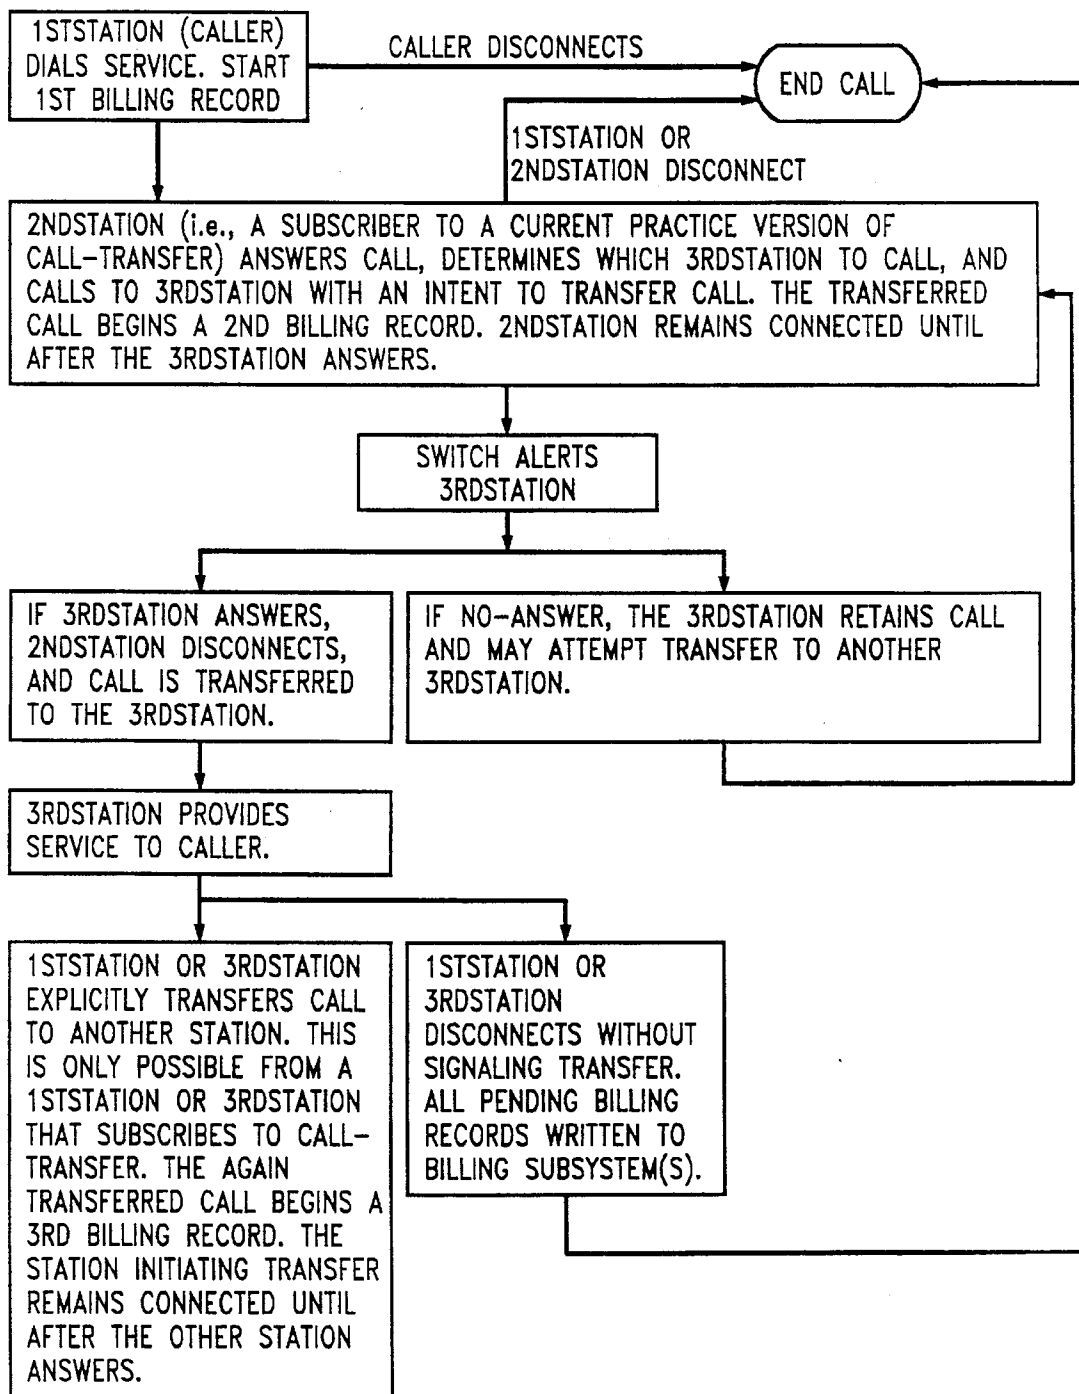 1STSTATION (CALLER)
DIALS SERVICE. START
1ST BILLING RECORD
CALLER DISCONNECTS
END CALL
1STSTATION OR
2NDSTATION DISCONNECT
2NDSTATION (i.e., A SUBSCRIBER TO A CURRENT PRACTICE VERSION OF
CALL-TRANSFER) ANSWERS CALL, DETERMINES WHICH 3RDSTATION TO CALL, AND
CALLS TO 3RDSTATION WITH AN INTENT TO TRANSFER CALL. THE TRANSFERRED
CALL BEGINS A 2ND BILLING RECORD. 2NDSTATION REMAINS CONNECTED UNTIL
AFTER THE 3RDSTATION ANSWERS.
SWITCH ALERTS
3RDSTATION
IF 3RDSTATION ANSWERS,
2NDSTATION DISCONNECTS,
AND CALL IS TRANSFERRED
TO THE 3RDSTATION.
IF NO-ANSWER, THE 3RDSTATION RETAINS CALL
AND MAY ATTEMPT TRANSFER TO ANOTHER
3RDSTATION.
3RDSTATION PROVIDES
SERVICE TO CALLER.
1STSTATION OR 3RDSTATION
EXPLICITLY TRANSFERS CALL
TO ANOTHER STATION. THIS
IS ONLY POSSIBLE FROM A
1STSTATION OR 3RDSTATION
THAT SUBSCRIBES TO CALL-
TRANSFER. THE AGAIN
TRANSFERRED CALL BEGINS A
3RD BILLING RECORD. THE
STATION INITIATING TRANSFER
REMAINS CONNECTED UNTIL
AFTER THE OTHER STATION
ANSWERS.
1STSTATION OR
3RDSTATION
DISCONNECTS WITHOUT
SIGNALING TRANSFER.
ALL PENDING BILLING
RECORDS WRITTEN TO
BILLING SUBSYSTEM(S).